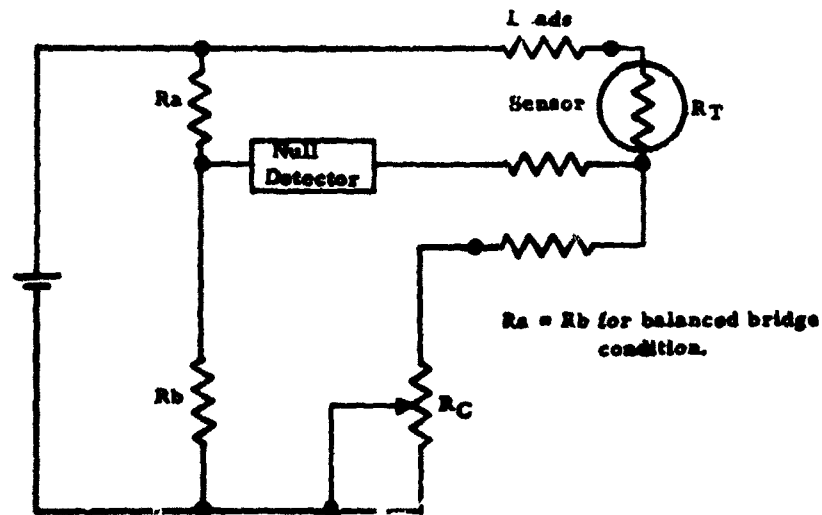 L ads
Ra
Sensor
RT
Null
Detector
Ra = Rb for balanced bridge
condition.
Rb
RC